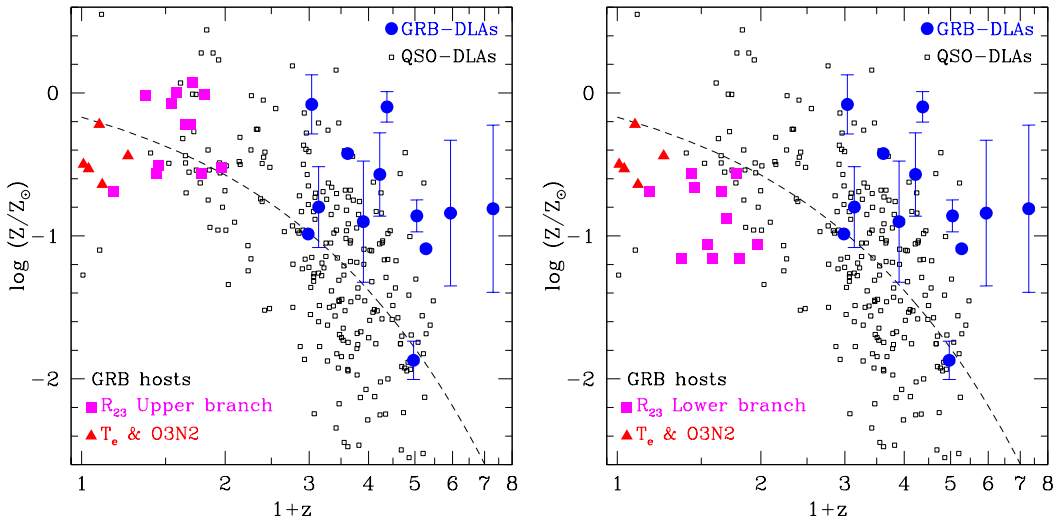 GRB-DLAs
QSO-DLAs
0
−1
−2
log (Z/Z⊙)
GRB hosts
R₂₃ Upper branch
Tₑ & O3N2
1 2 3 4 5 6 7 8
1+z
GRB-DLAs
QSO-DLAs
0
−1
−2
log (Z/Z⊙)
GRB hosts
R₂₃ Lower branch
Tₑ & O3N2
1 2 3 4 5 6 7 8
1+z